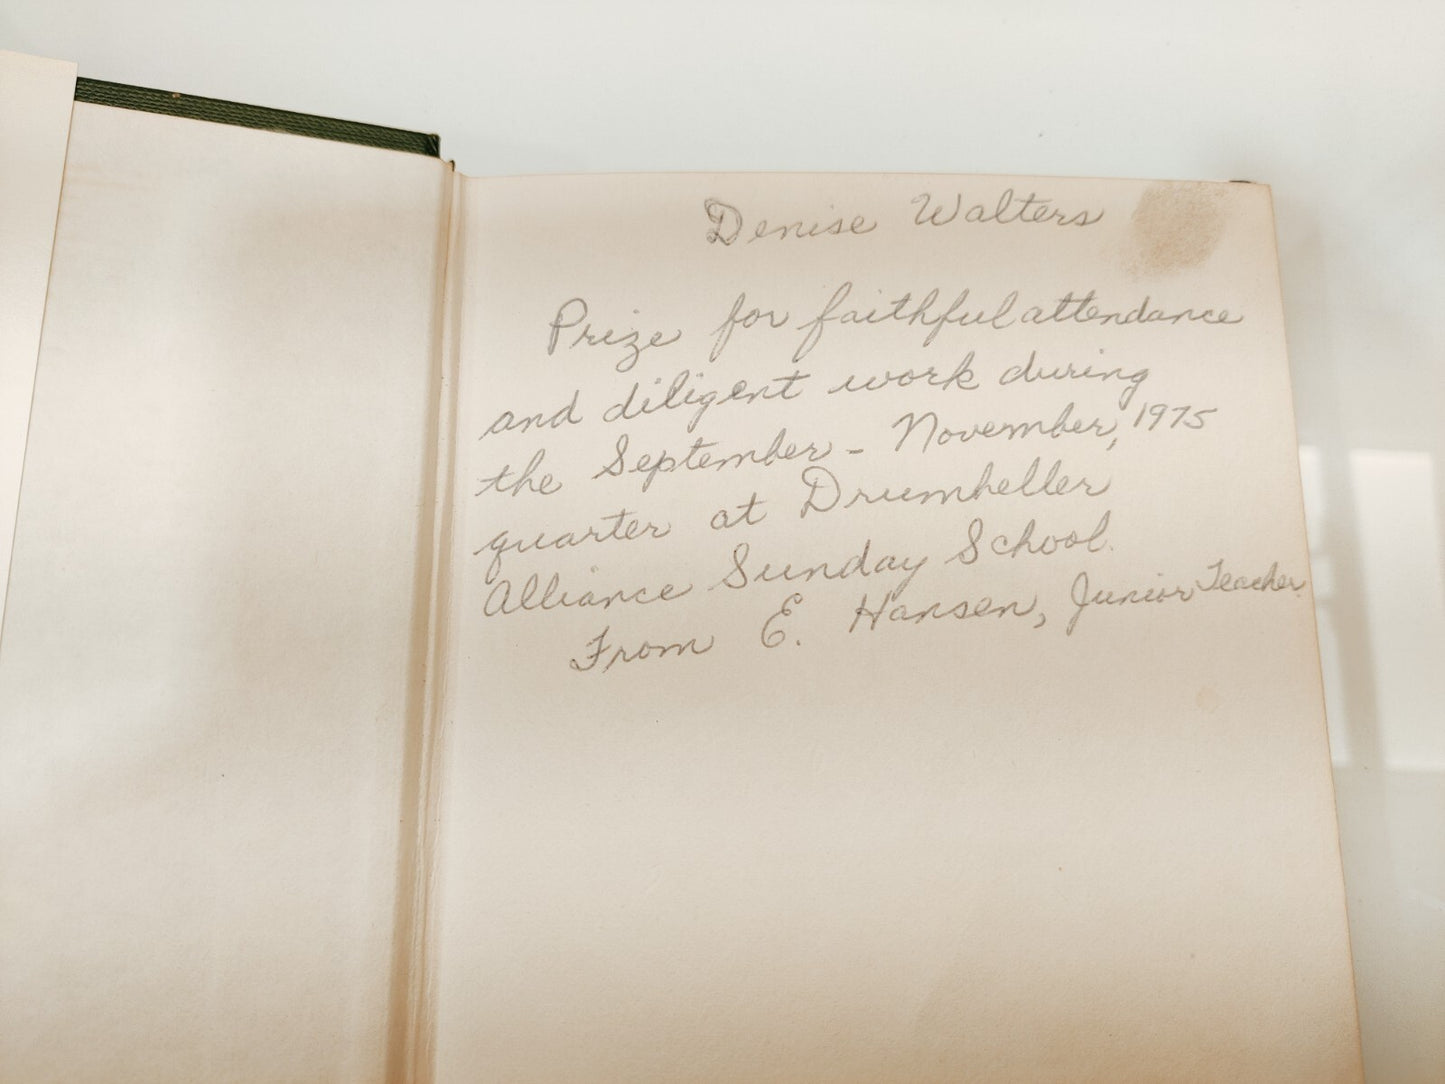 Denise Walters
Prize for faithful attendance
and diligent work during
the September - November, 1975
quarter at Drumheller
Alliance Sunday School.
From E. Hansen, Junior Teacher.